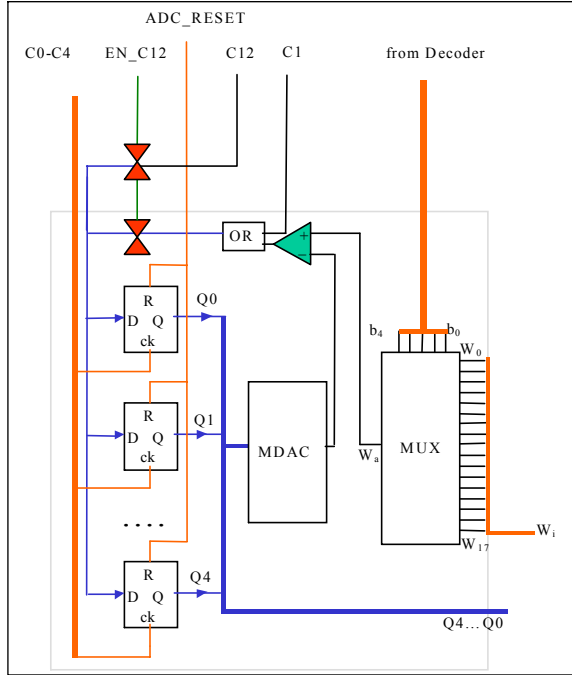 ADC_RESET
C0-C4 EN_C12 C12 C1 from Decoder
OR
+
−
R
D Q
ck
Q0
b4 b0
W0
R
D Q
ck
Q1
MDAC
Wa
MUX
....
W17
Wi
R
D Q
ck
Q4
Q4...Q0